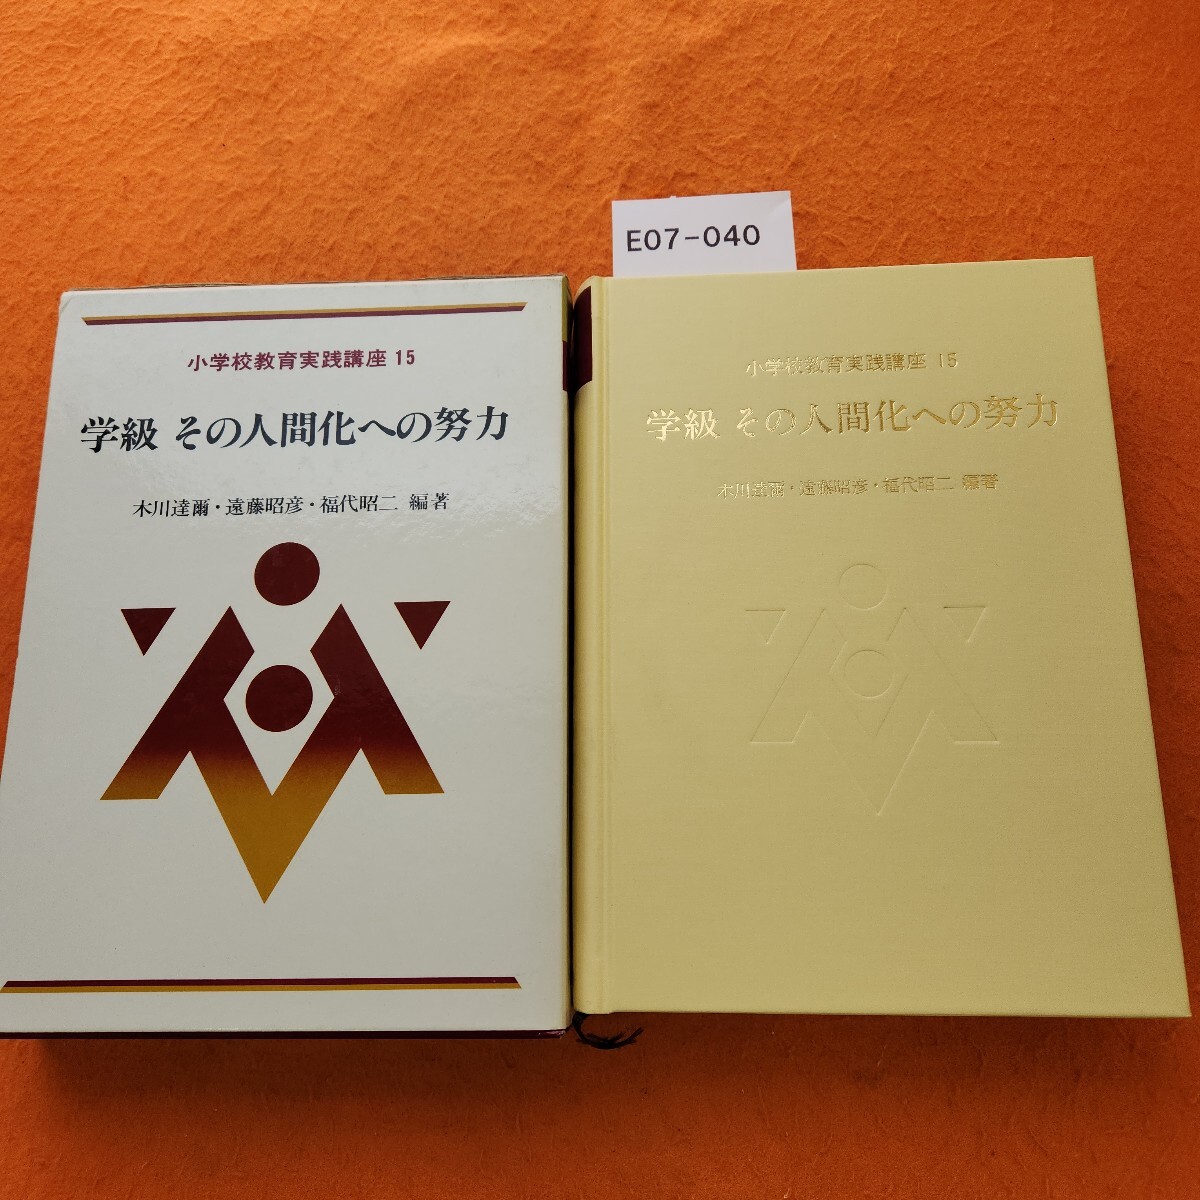 E07-040
小学校教育実践講座 15
学級 その人間化への努力
木川達爾・遠藤昭彦・福代昭二 編著
小学校教育実践講座 15
学級 その人間化への努力
木川達爾・遠藤昭彦・福代昭二 編著